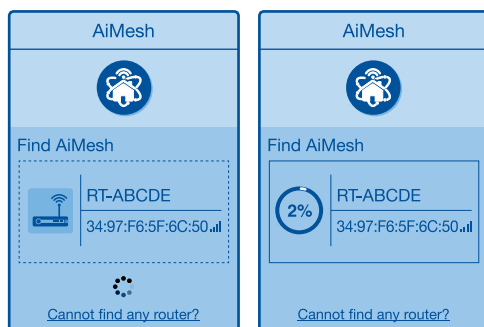 AiMesh
Find AiMesh
RT-ABCDE
34:97:F6:5F:6C:50
Cannot find any router?
AiMesh
Find AiMesh
2%
RT-ABCDE
34:97:F6:5F:6C:50
Cannot find any router?